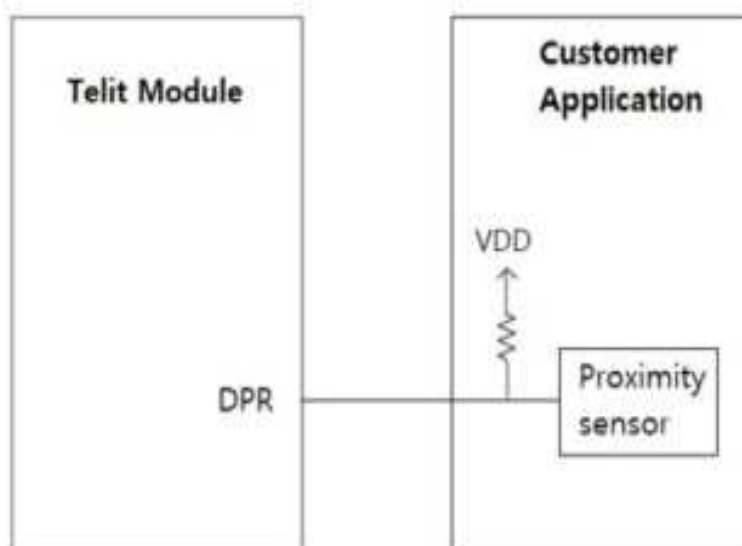 Telit Module
Customer
Application
VDD
DPR
Proximity
sensor